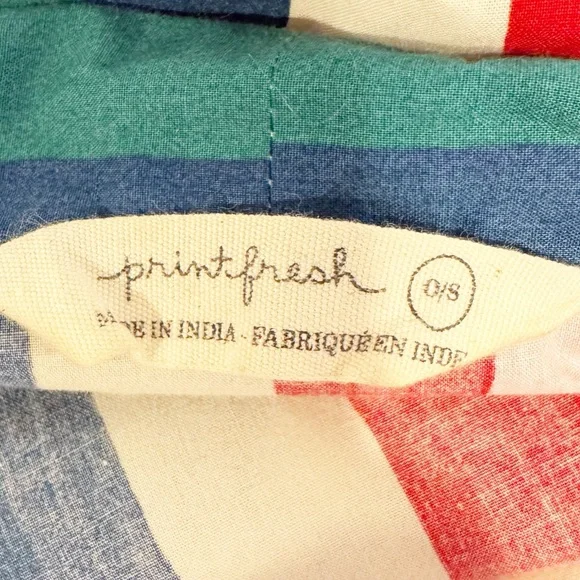 printfresh
O/S
MADE IN INDIA - FABRIQUÉ EN INDE